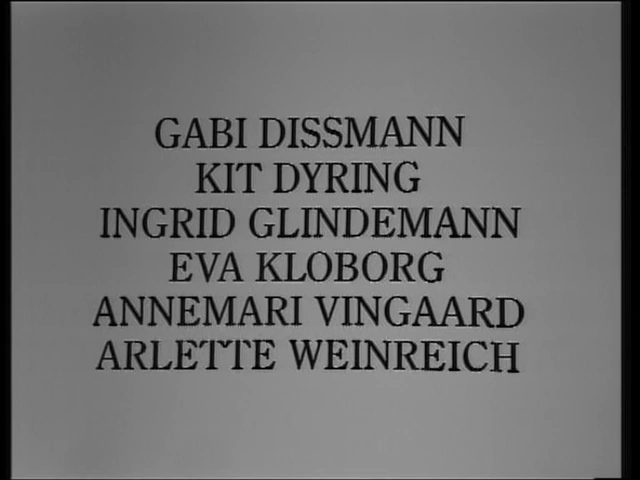 GABI DISSMANN
KIT DYRING
INGRID GLINDEMANN
EVA KLOBORG
ANNEMARI VINGAARD
ARLETTE WEINREICH